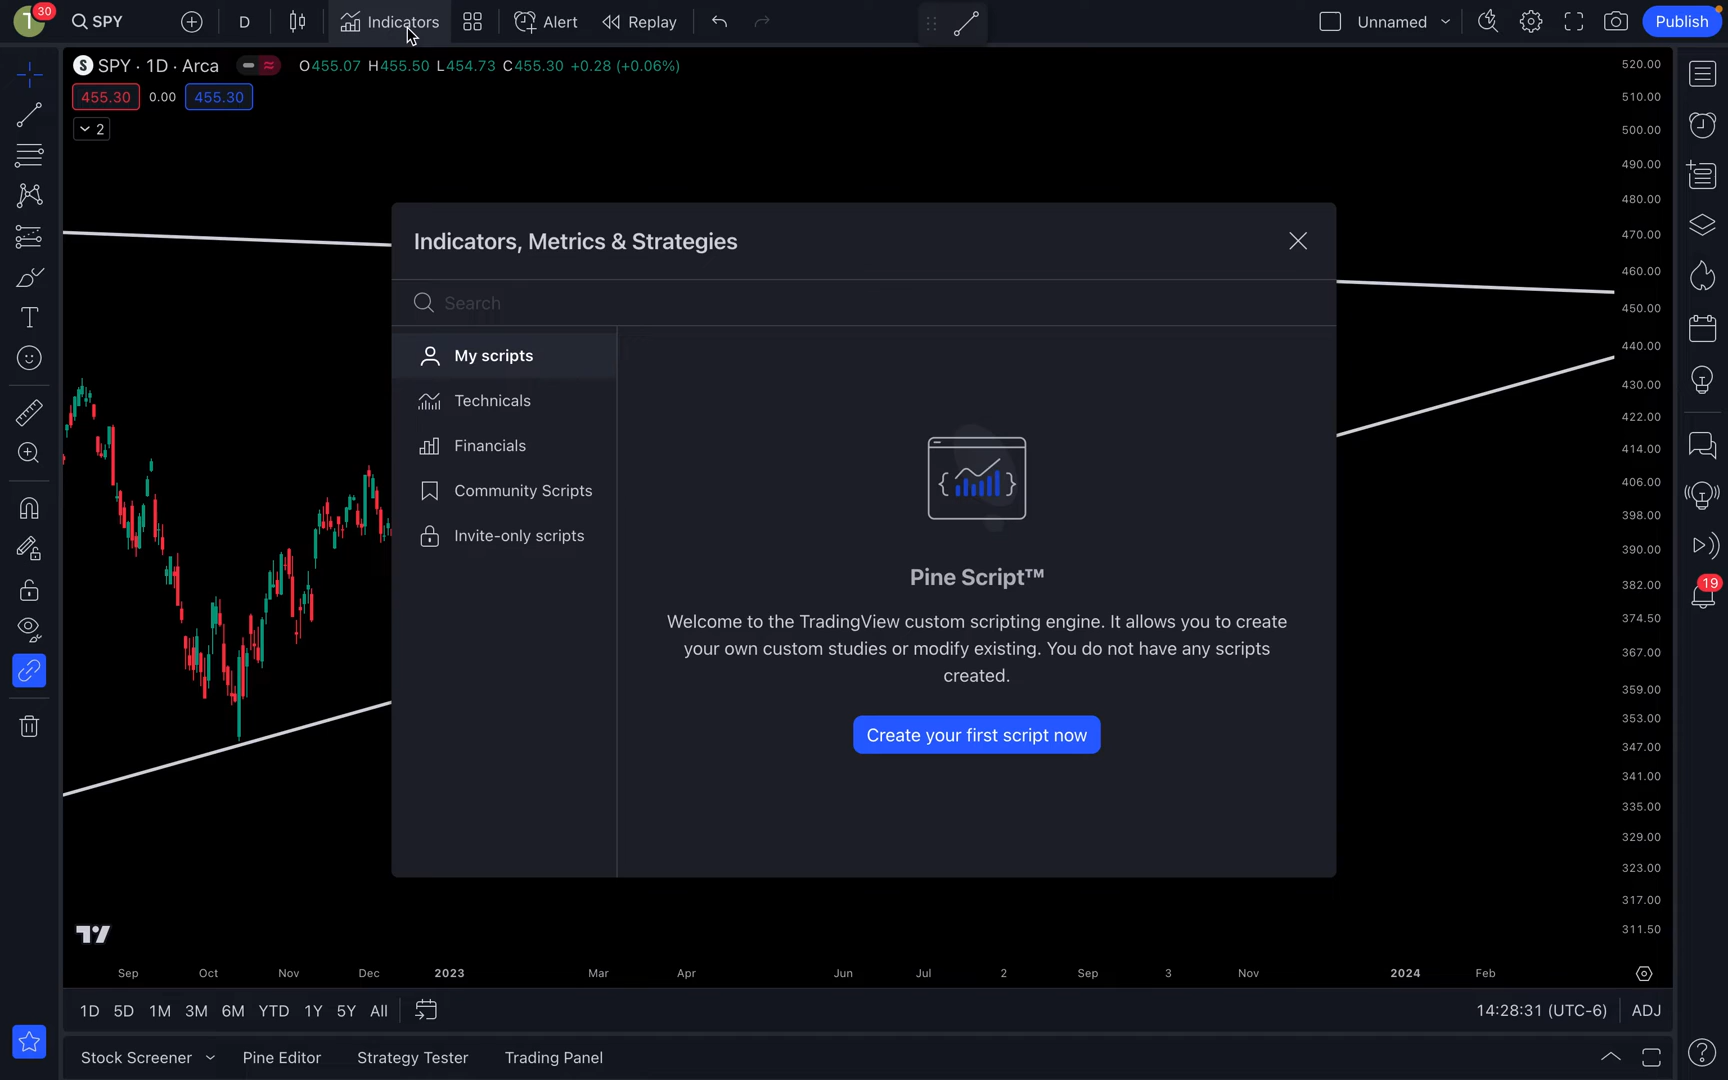 T 30 SPY D Indicators Alert Replay Unnamed Publish
S SPY · 1D · Arca O455.07 H455.50 L454.73 C455.30 +0.28 (+0.06%)
455.30 0.00 455.30
2
Indicators, Metrics & Strategies
Search
My scripts
Technicals
Financials
Community Scripts
Invite-only scripts
Pine Script™
Welcome to the TradingView custom scripting engine. It allows you to create
your own custom studies or modify existing. You do not have any scripts
created.
Create your first script now
520.00
510.00
500.00
490.00
480.00
470.00
460.00
450.00
440.00
430.00
422.00
414.00
406.00
398.00
390.00
382.00
374.50
367.00
359.00
353.00
347.00
341.00
335.00
329.00
323.00
317.00
311.50
19
Sep Oct Nov Dec 2023 Mar Apr Jun Jul 2 Sep 3 Nov 2024 Feb
1D 5D 1M 3M 6M YTD 1Y 5Y All 14:28:31 (UTC-6) ADJ
Stock Screener Pine Editor Strategy Tester Trading Panel